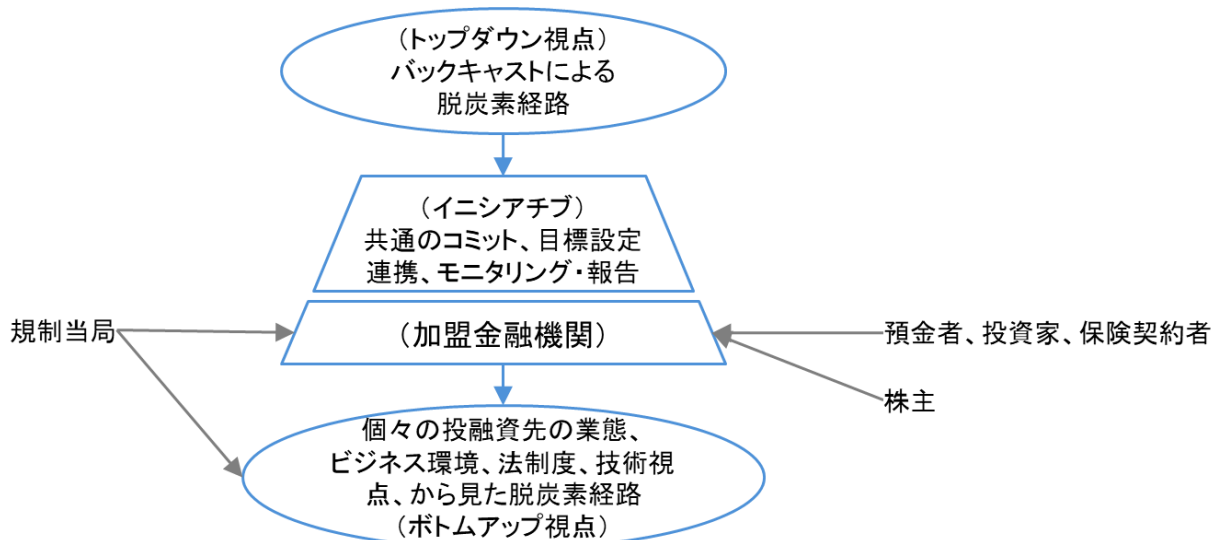 (トップダウン視点)
バックキャストによる
脱炭素経路
(イニシアチブ)
共通のコミット、目標設定
連携、モニタリング・報告
規制当局
(加盟金融機関)
預金者、投資家、保険契約者
株主
個々の投融資先の業態、
ビジネス環境、法制度、技術視
点、から見た脱炭素経路
(ボトムアップ視点)